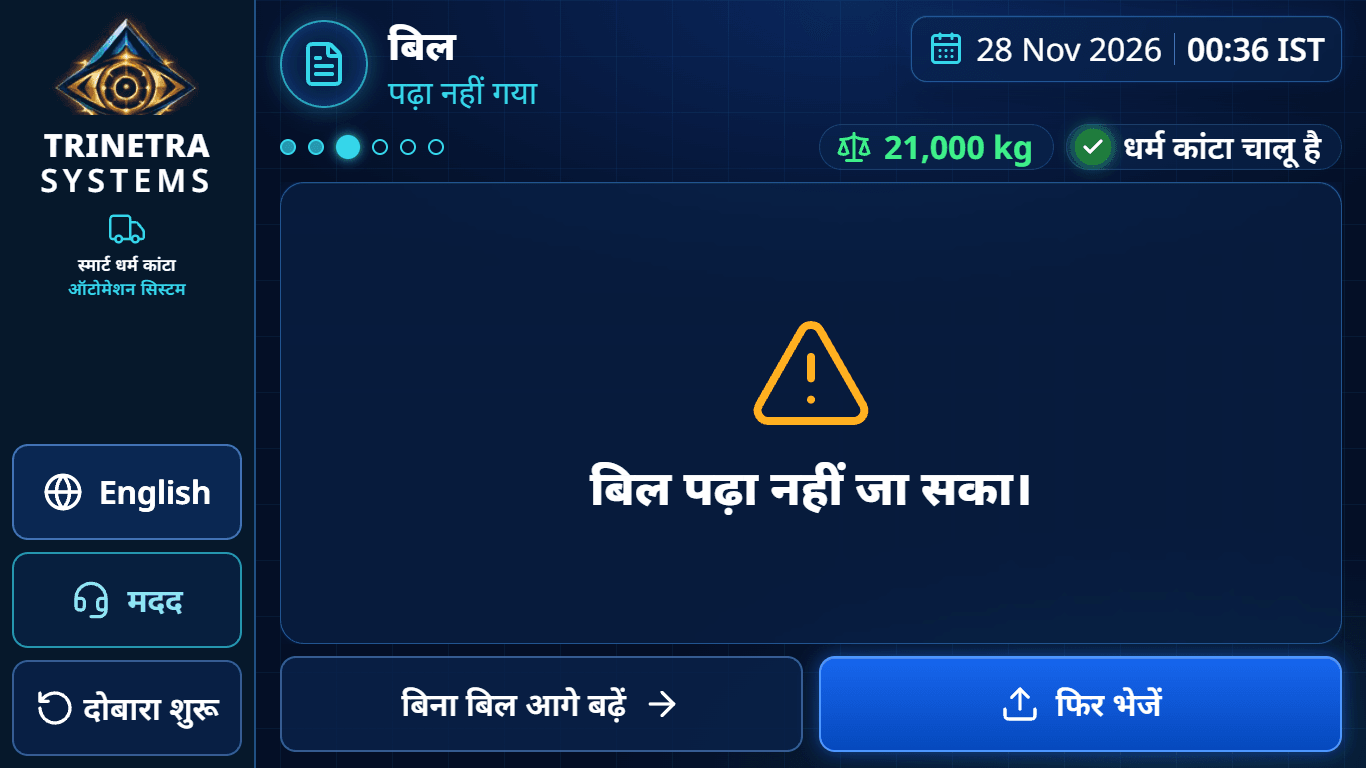 TRINETRA
SYSTEMS
स्मार्ट धर्म कांटा
ऑटोमेशन सिस्टम
English
मदद
दोबारा शुरू
बिल
पढ़ा नहीं गया
28 Nov 2026 00:36 IST
21,000 kg
धर्म कांटा चालू है
बिल पढ़ा नहीं जा सका।
बिना बिल आगे बढ़ें
फिर भेजें